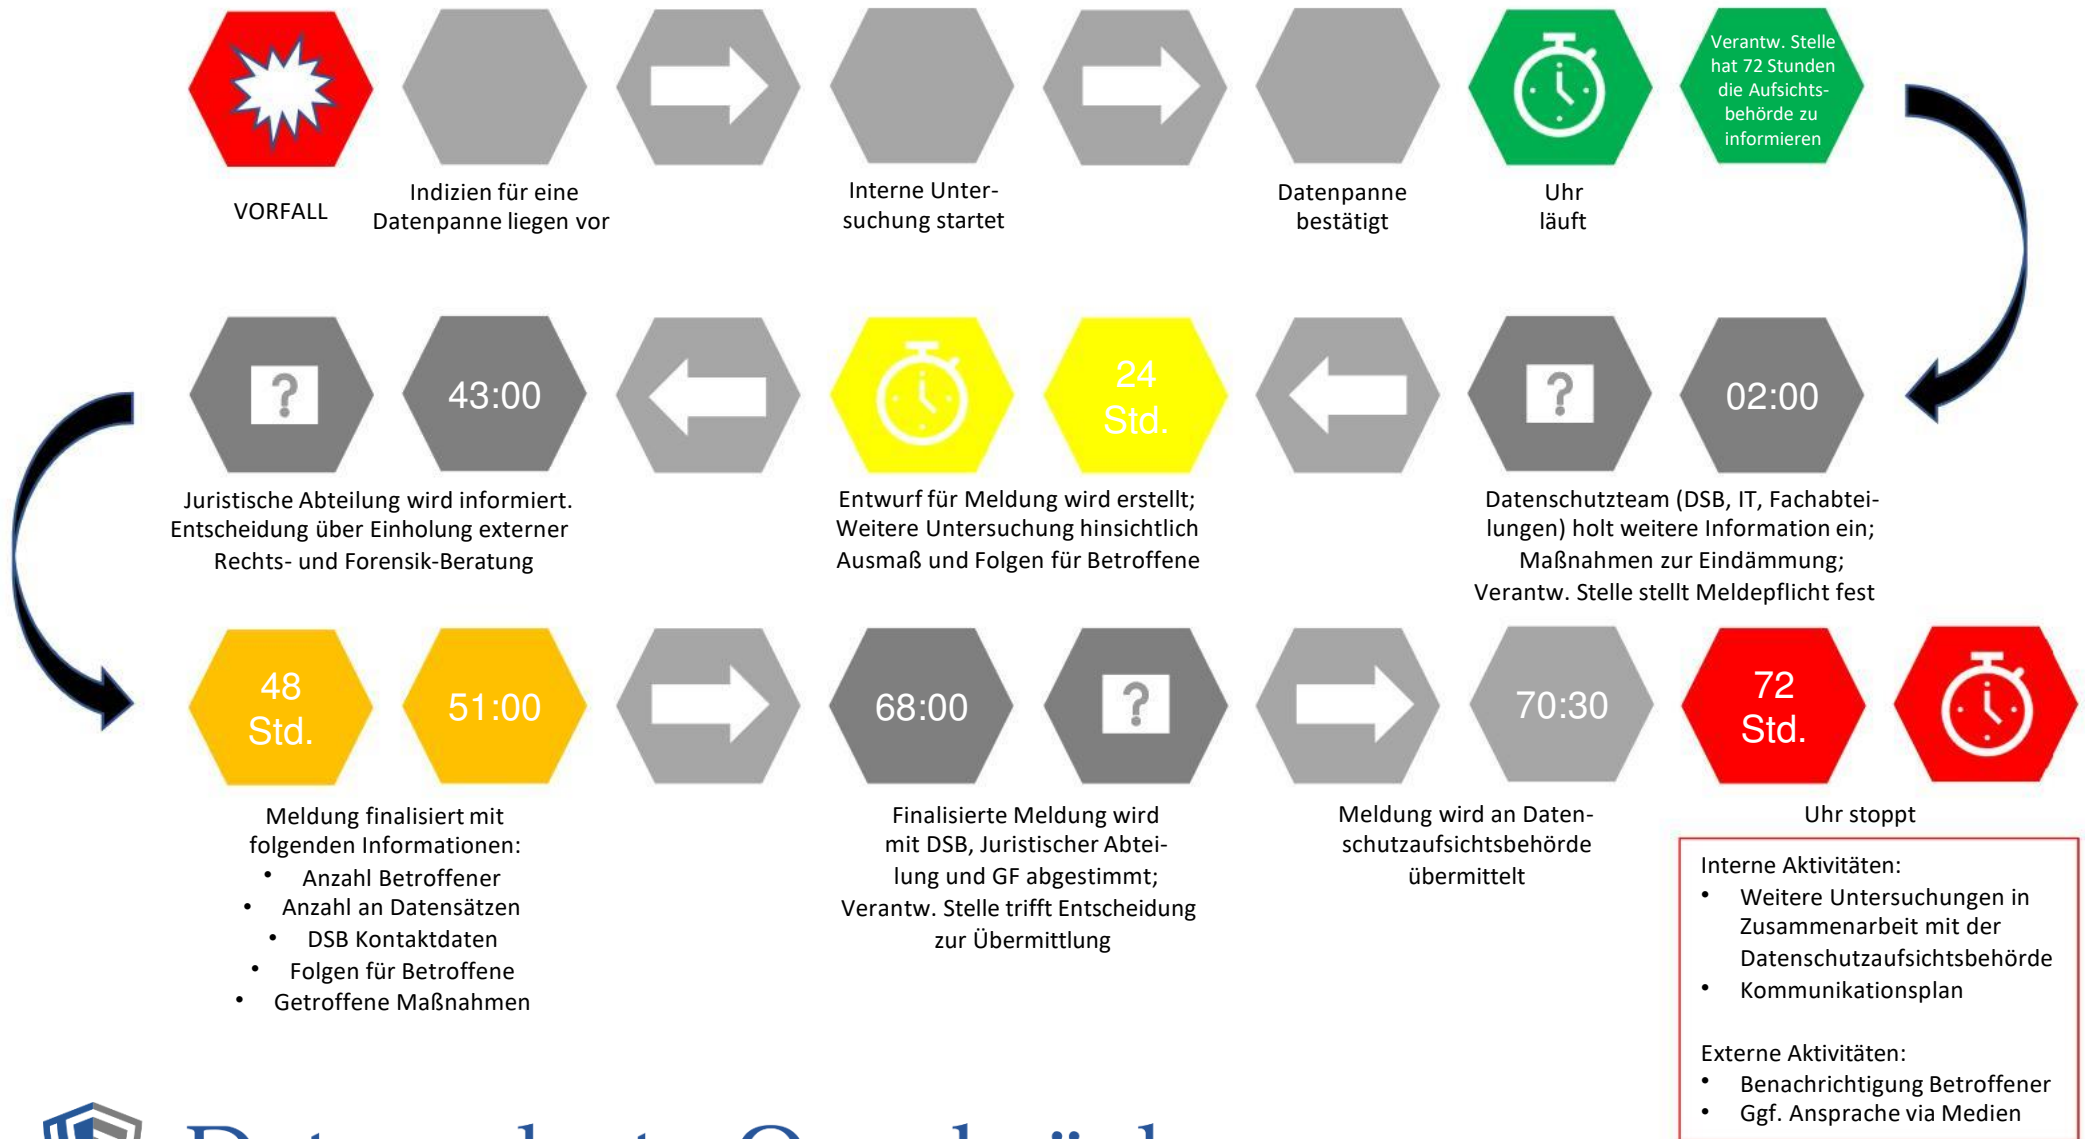 Verantw. Stelle
hat 72 Stunden
die Aufsichts-
behörde zu
informieren
VORFALL
Indizien für eine
Datenpanne liegen vor
Interne Unter-
suchung startet
Datenpanne
bestätigt
Uhr
läuft
?
43:00
24
Std.
?
02:00
Juristische Abteilung wird informiert.
Entscheidung über Einholung externer
Rechts- und Forensik-Beratung
Entwurf für Meldung wird erstellt;
Weitere Untersuchung hinsichtlich
Ausmaß und Folgen für Betroffene
Datenschutzteam (DSB, IT, Fachabtei-
lungen) holt weitere Information ein;
Maßnahmen zur Eindämmung;
Verantw. Stelle stellt Meldepflicht fest
48
Std.
51:00
68:00
?
70:30
72
Std.
Meldung finalisiert mit
folgenden Informationen:
• Anzahl Betroffener
• Anzahl an Datensätzen
• DSB Kontaktdaten
• Folgen für Betroffene
• Getroffene Maßnahmen
Finalisierte Meldung wird
mit DSB, Juristischer Abtei-
lung und GF abgestimmt;
Verantw. Stelle trifft Entscheidung
zur Übermittlung
Meldung wird an Daten-
schutzaufsichtsbehörde
übermittelt
Uhr stoppt
Interne Aktivitäten:
• Weitere Untersuchungen in
Zusammenarbeit mit der
Datenschutzaufsichtsbehörde
• Kommunikationsplan
Externe Aktivitäten:
• Benachrichtigung Betroffener
• Ggf. Ansprache via Medien